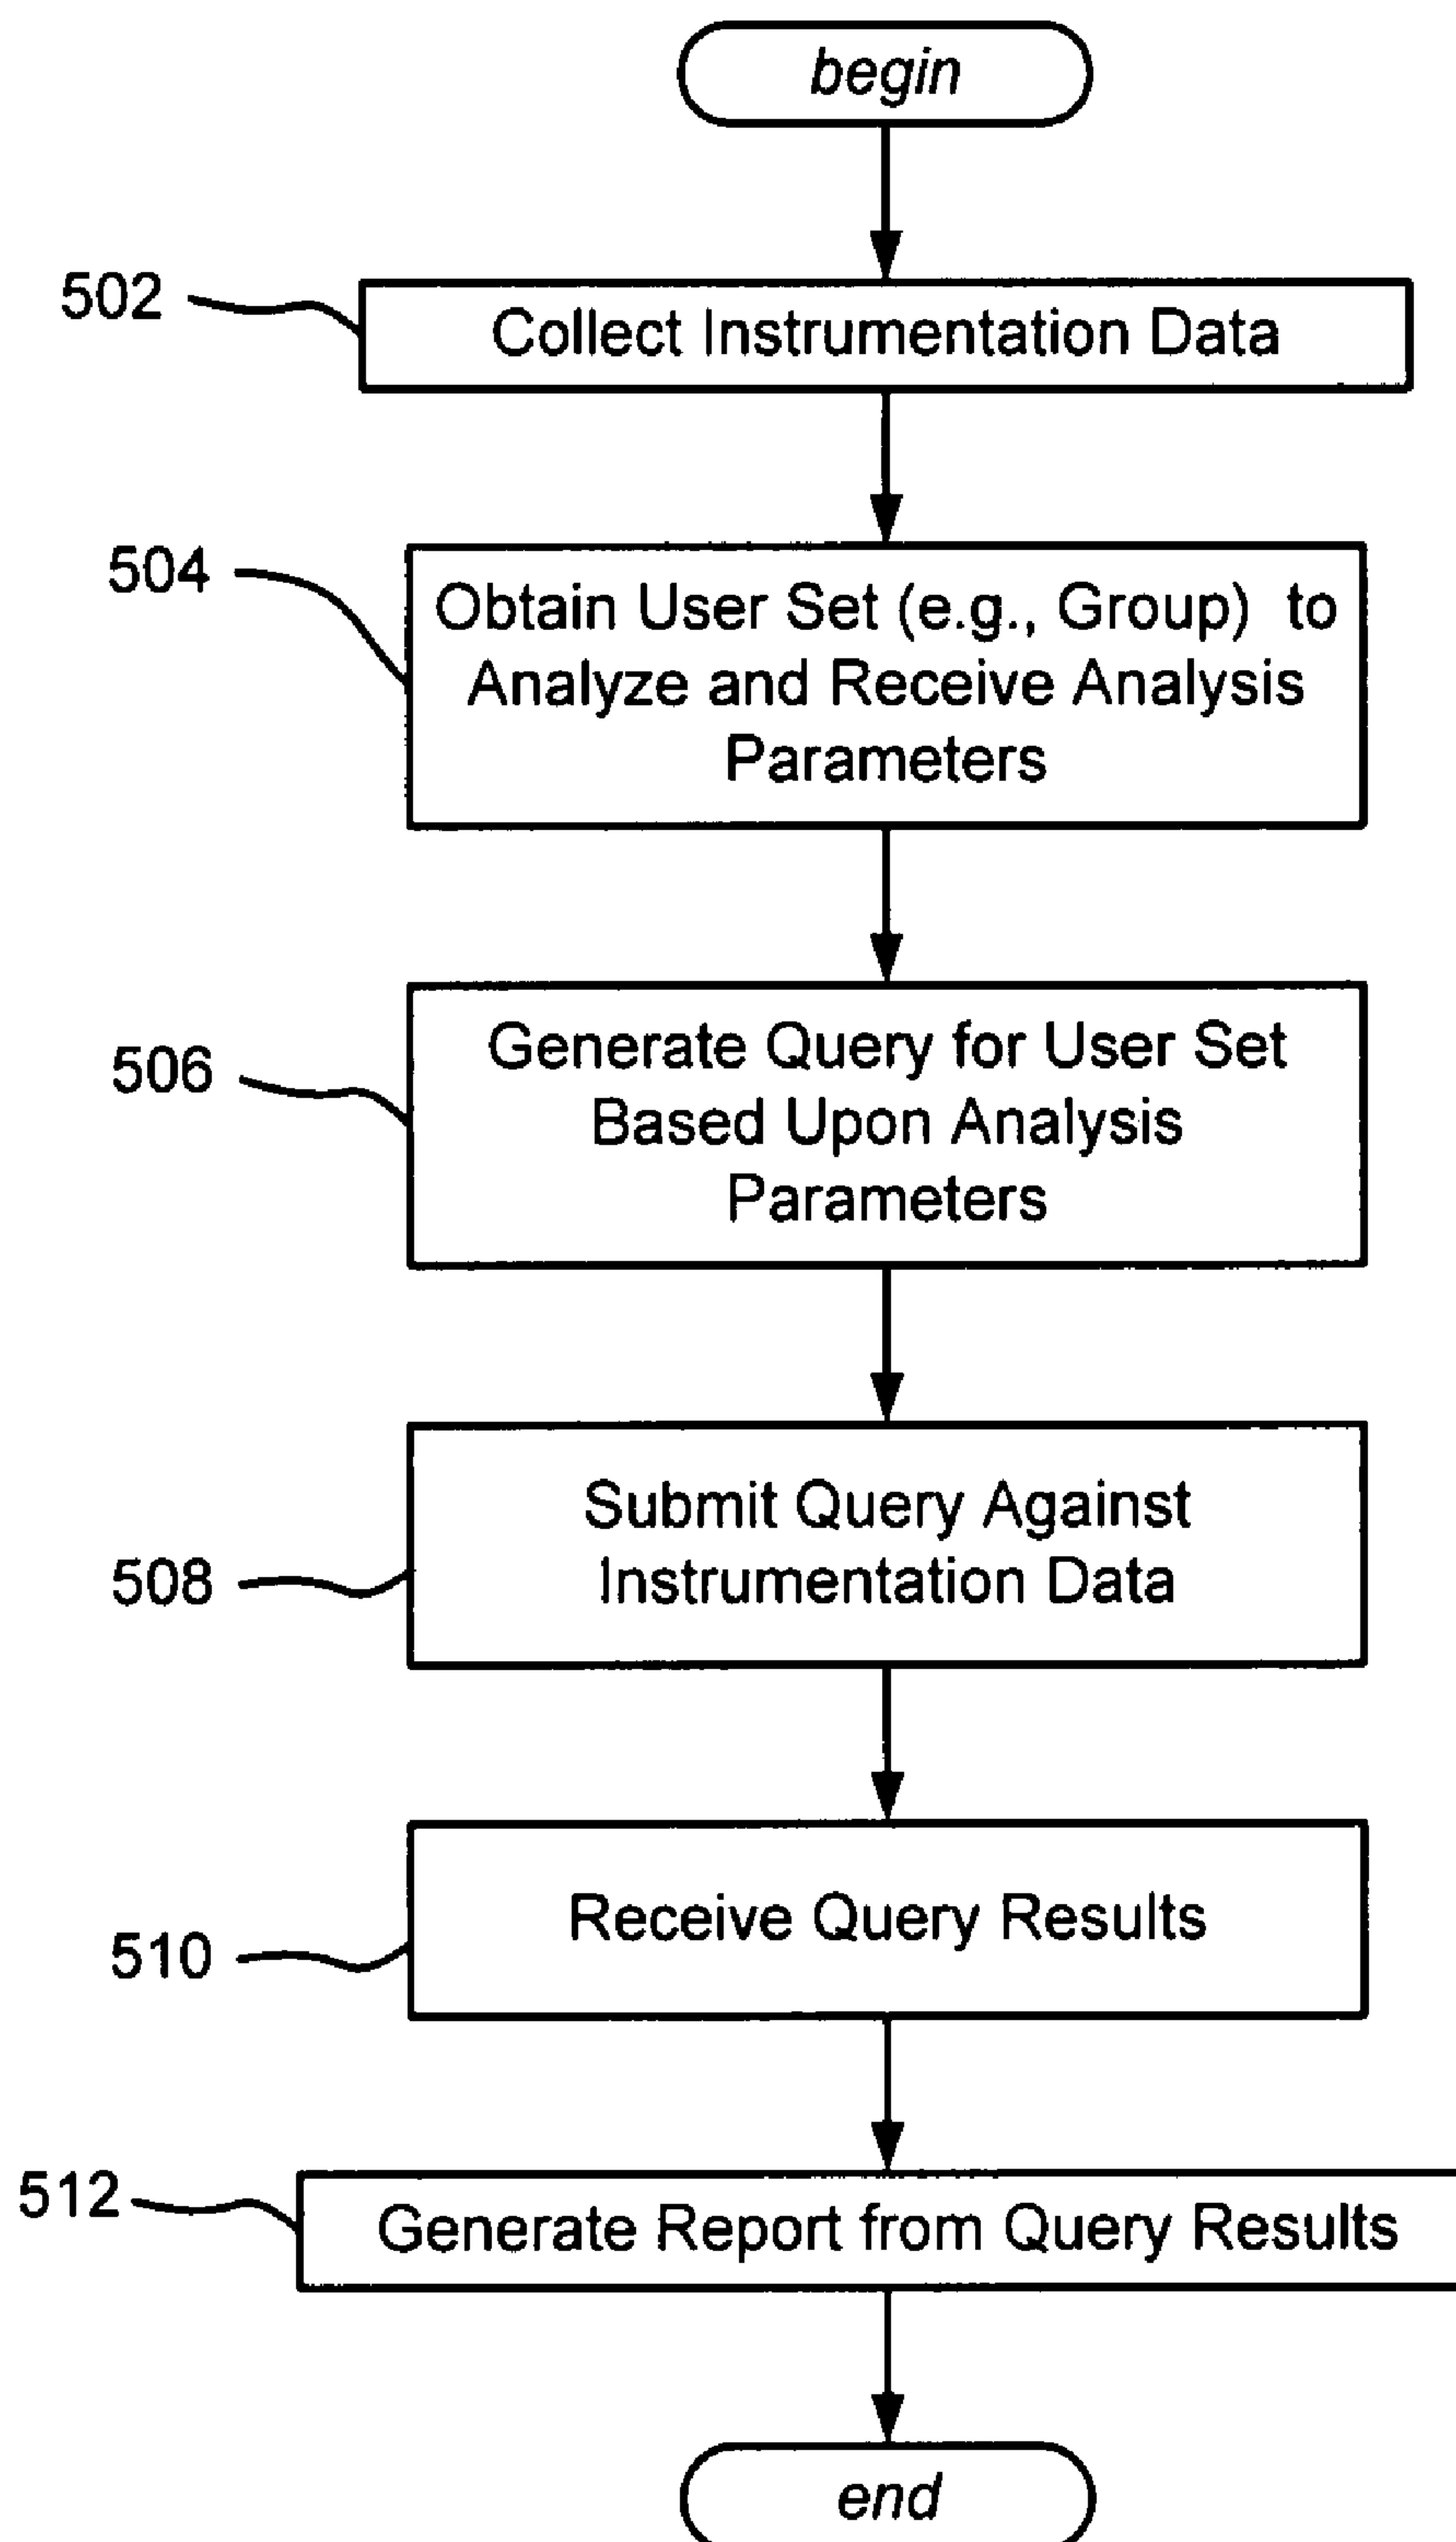 begin
502
Collect Instrumentation Data
504
Obtain User Set (e.g., Group) to
Analyze and Receive Analysis
Parameters
506
Generate Query for User Set
Based Upon Analysis
Parameters
508
Submit Query Against
Instrumentation Data
510
Receive Query Results
512
Generate Report from Query Results
end